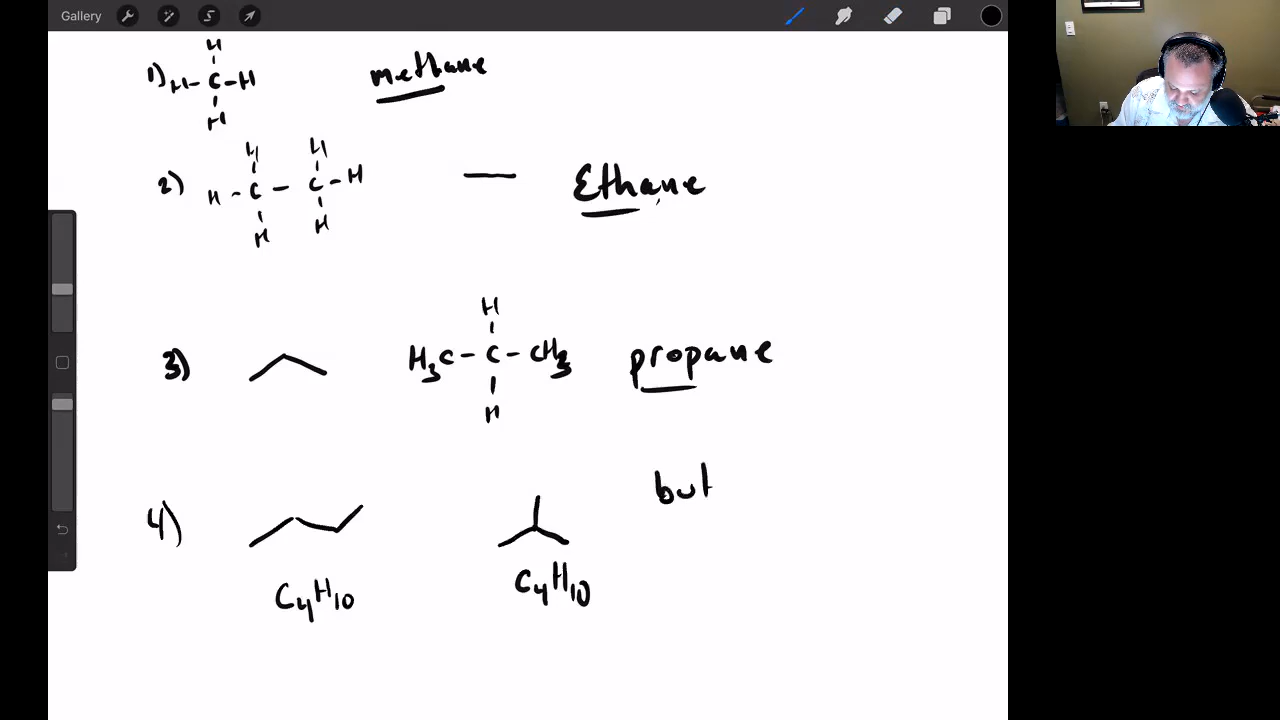 Gallery
H
1) H-C-H methane
H
H H
2) H-C-C-H Ethane
H H
H
3) H3C-C-CH3 propane
H
but
4)
C4H10 C4H10